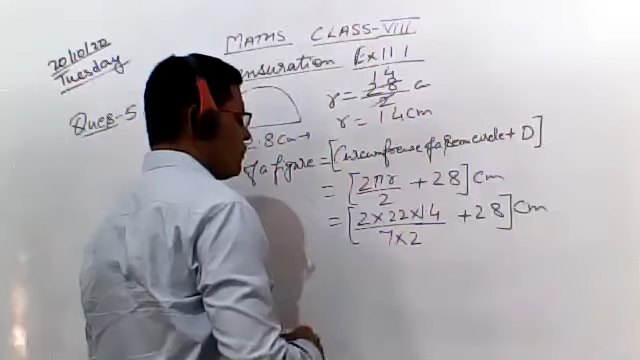 20/10/20
Tuesday
MATHS CLASS-VIII
Ex 11.1
Ques-5
14
r = 28
2
r = 14 cm
.8 cm →
of a figure = [Circumference of a semicircle + D]
= [2πr/2 + 28] cm
= [2×22×14/7×2 + 28] cm